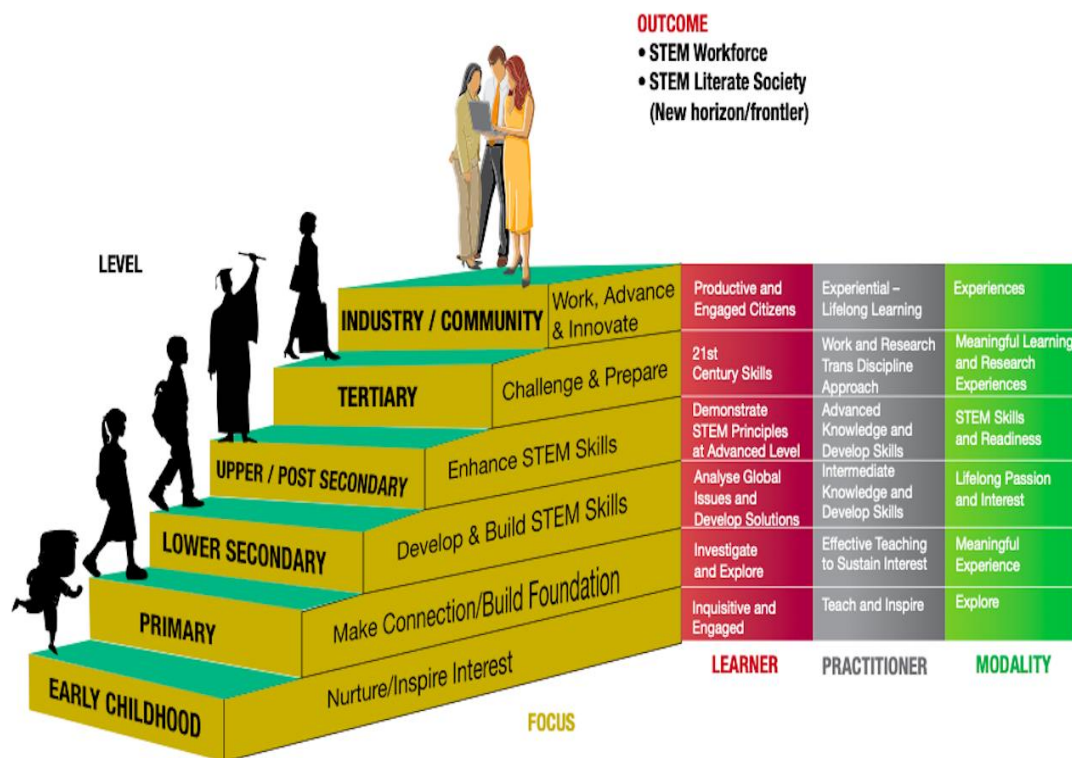 OUTCOME
• STEM Workforce
• STEM Literate Society
(New horizon/frontler)
LEVEL
INDUSTRY / COMMUNITY
Work, Advance
& Innovate
Productive and
Engaged Citizens
Experiential –
Lifelong Learning
Experiences
TERTIARY
Challenge & Prepare
21st
Century Skills
Work and Research
Trans Discipline
Approach
Meaningful Learning
and Research
Experiences
UPPER / POST SECONDARY
Enhance STEM Skills
Demonstrate
STEM Principles
at Advanced Level
Advanced
Knowledge and
Develop Skills
STEM Skills
and Readiness
LOWER SECONDARY
Develop & Build STEM Skills
Analyse Global
Issues and
Develop Solutions
Intermediate
Knowledge and
Develop Skills
Lifelong Passion
and Interest
PRIMARY
Make Connection/Build Foundation
Investigate
and Explore
Effective Teaching
to Sustain Interest
Meaningful
Experience
EARLY CHILDHOOD
Nurture/Inspire Interest
Inquisitive and
Engaged
Teach and Inspire
Explore
LEARNER
PRACTITIONER
MODALITY
FOCUS